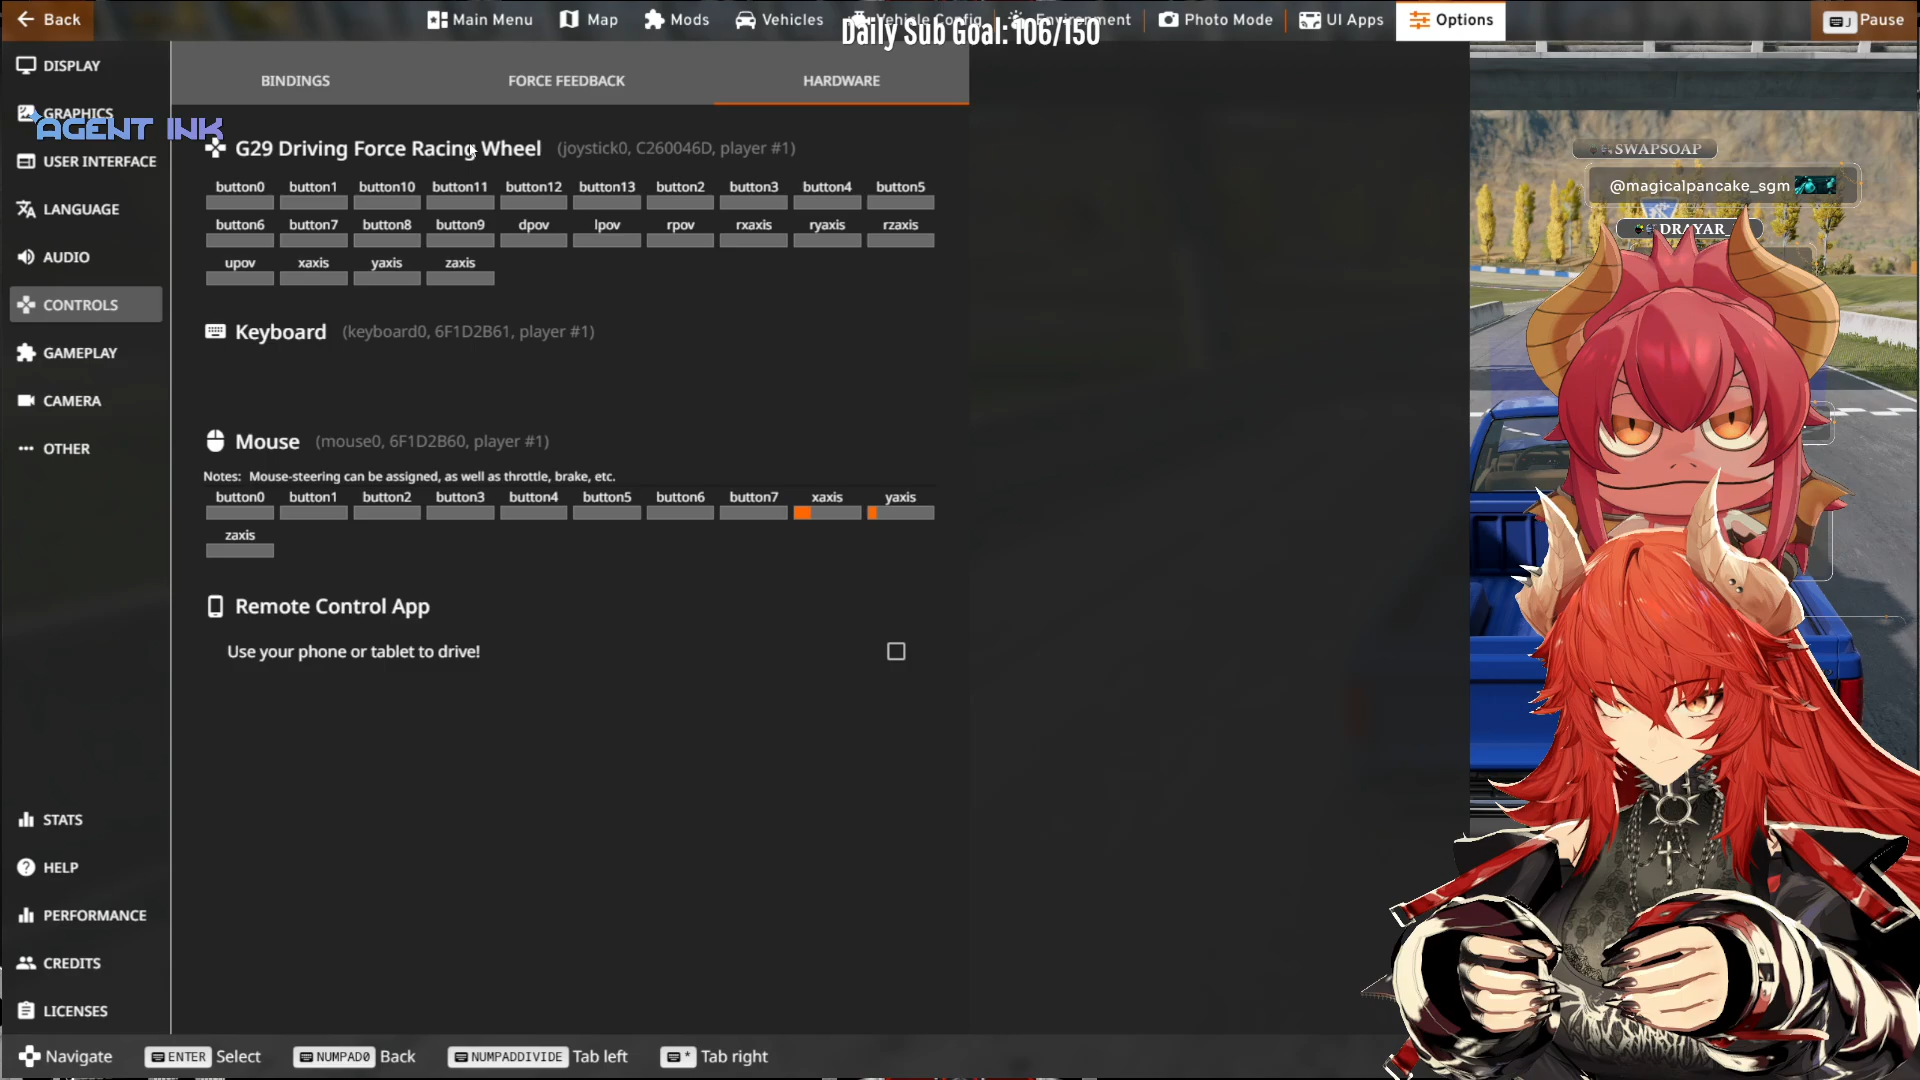 Back
Main Menu
Map
Mods
Vehicles
Vehicle Config
Environment
Photo Mode
UI Apps
Options
J
Pause
Daily Sub Goal: 106/150
DISPLAY
GRAPHICS
AGENT INK
USER INTERFACE
LANGUAGE
AUDIO
CONTROLS
GAMEPLAY
CAMERA
OTHER
STATS
HELP
PERFORMANCE
CREDITS
LICENSES
BINDINGS
FORCE FEEDBACK
HARDWARE
G29 Driving Force Racing Wheel (joystick0, C260046D, player #1)
button0 button1 button10 button11 button12 button13 button2 button3 button4 button5
button6 button7 button8 button9 dpov lpov rpov rxaxis ryaxis rzaxis
upov xaxis yaxis zaxis
Keyboard (keyboard0, 6F1D2B61, player #1)
Mouse (mouse0, 6F1D2B60, player #1)
Notes: Mouse-steering can be assigned, as well as throttle, brake, etc.
button0 button1 button2 button3 button4 button5 button6 button7 xaxis yaxis
zaxis
Remote Control App
Use your phone or tablet to drive!
SWAPSOAP
@magicalpancake_sgm
DRAYAR_
Navigate
ENTER Select
NUMPAD0 Back
NUMPADDIVIDE Tab left
* Tab right